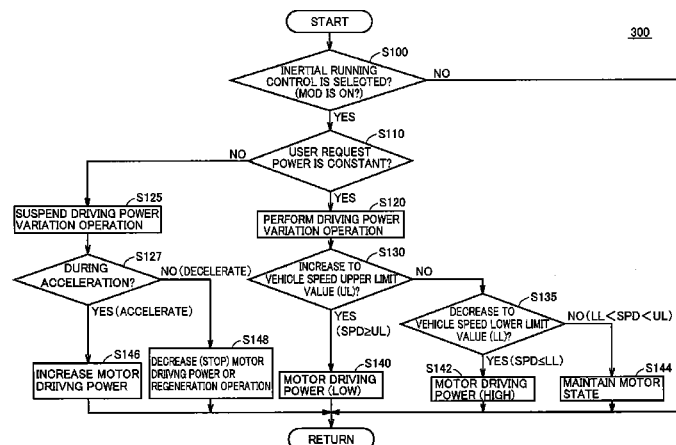 START
300
S100
INERTIAL RUNNING
CONTROL IS SELECTED?
(MOD IS ON?)
NO
YES
S110
USER REQUEST
POWER IS CONSTANT?
NO
YES
S125
SUSPEND DRIVING POWER
VARIATION OPERATION
S120
PERFORM DRIVING POWER
VARIATION OPERATION
S127
DURING
ACCELERATION?
NO (DECELERATE)
YES (ACCELERATE)
S130
INCREASE TO
VEHICLE SPEED UPPER LIMIT
VALUE (UL)?
NO
YES
(SPD≥UL)
S135
DECREASE TO
VEHICLE SPEED LOWER LIMIT
VALUE (LL)?
NO (LL<SPD<UL)
YES (SPD≤LL)
S146
INCREASE MOTOR
DRIVNG POWER
S148
DECREASE (STOP) MOTOR
DRIVNG POWER OR
REGENERATION OPERATION
S140
MOTOR DRIVING
POWER (LOW)
S142
MOTOR DRIVING
POWER (HIGH)
S144
MAINTAIN MOTOR
STATE
RETURN